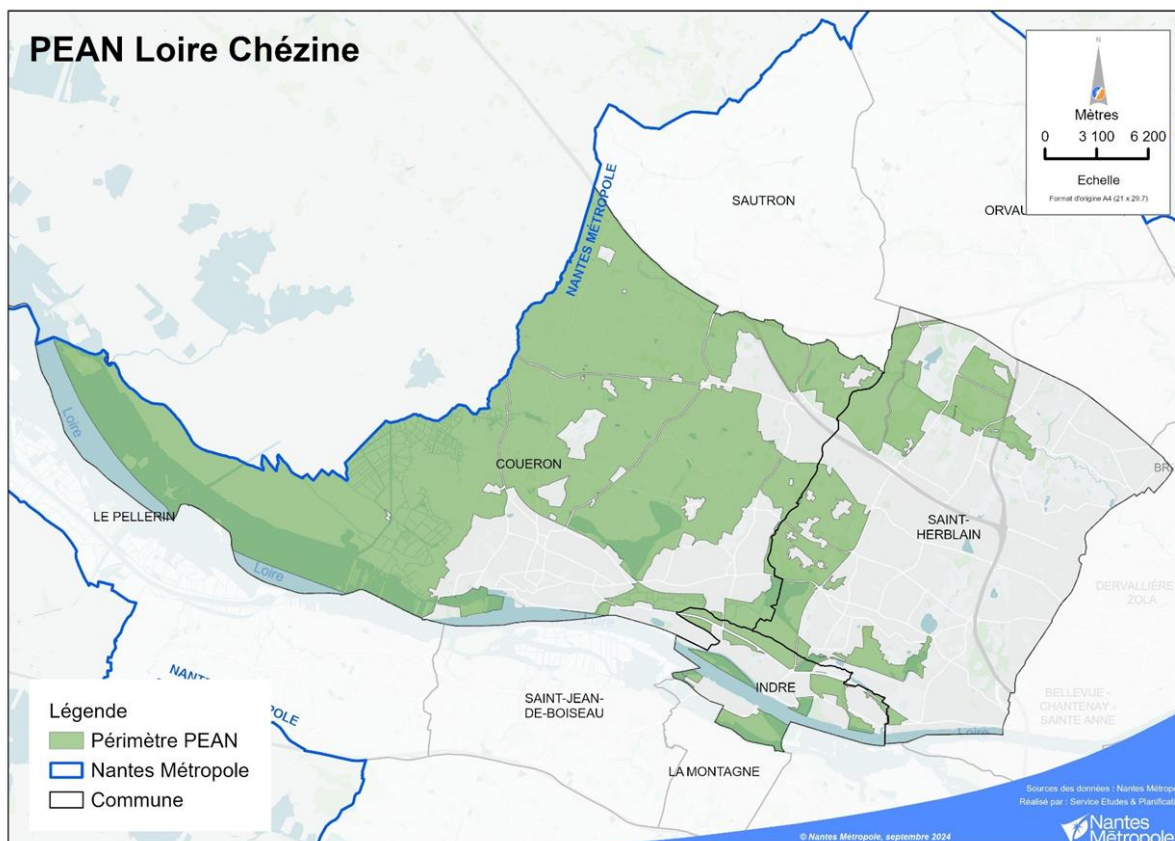 PEAN Loire Chézine
N
Mètres
0 3 100 6 200
Echelle
Format d'origine A4 (21 x 29.7)
SAUTRON
NANTES MÉTROPOLE
COUERON
Loire
LE PELLERIN
Loire
SAINT-
HERBLAIN
BR
DERVALLIÈRE
ZOLA
INDRE
SAINT-JEAN-
DE-BOISEAU
BELLEVUE -
CHANTENAY -
SAINTE ANNE
Loire
LA MONTAGNE
Légende
Périmètre PEAN
Nantes Métropole
Commune
Sources des données : Nantes Métrop
Réalisé par : Service Etudes & Planificat
© Nantes Métropole, septembre 2024
Nantes
Métropole